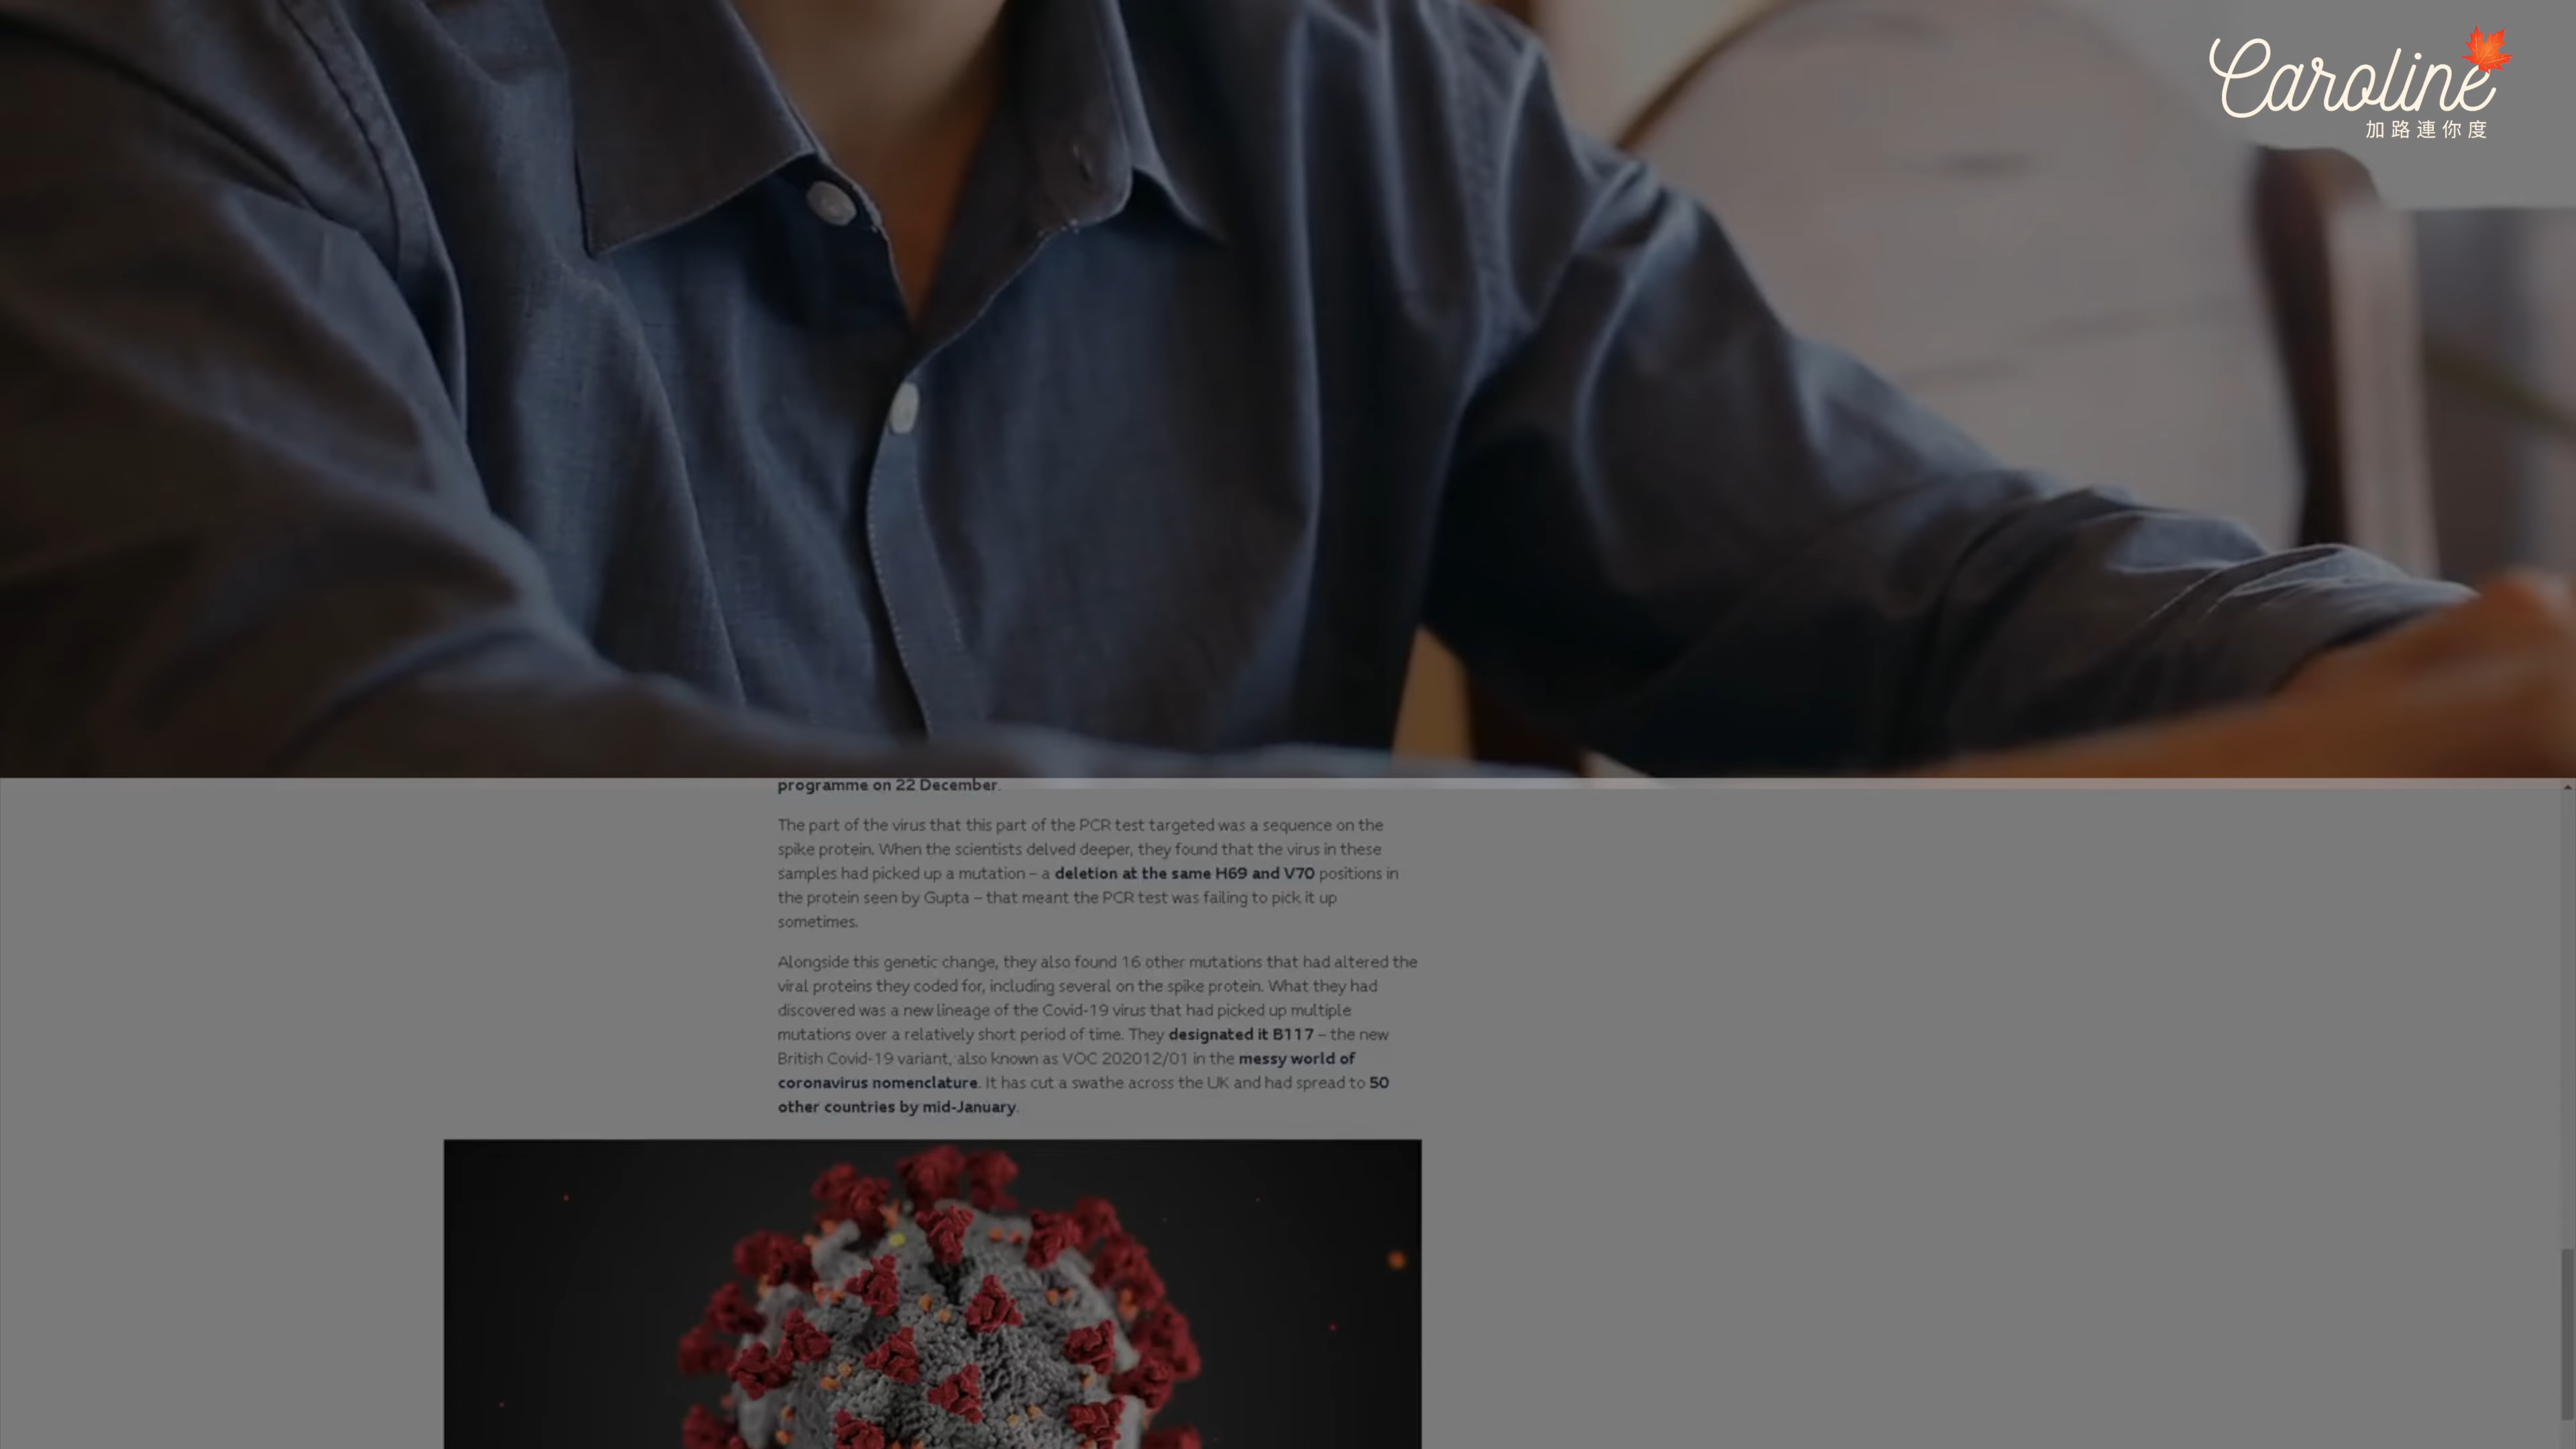 Caroline
加路連你度
programme on 22 December.
The part of the virus that this part of the PCR test targeted was a sequence on the
spike protein. When the scientists delved deeper, they found that the virus in these
samples had picked up a mutation – a deletion at the same H69 and V70 positions in
the protein seen by Gupta – that meant the PCR test was failing to pick it up
sometimes.
Alongside this genetic change, they also found 16 other mutations that had altered the
viral proteins they coded for, including several on the spike protein. What they had
discovered was a new lineage of the Covid-19 virus that had picked up multiple
mutations over a relatively short period of time. They designated it B117 – the new
British Covid-19 variant, also known as VOC 202012/01 in the messy world of
coronavirus nomenclature. It has cut a swathe across the UK and had spread to 50
other countries by mid-January.